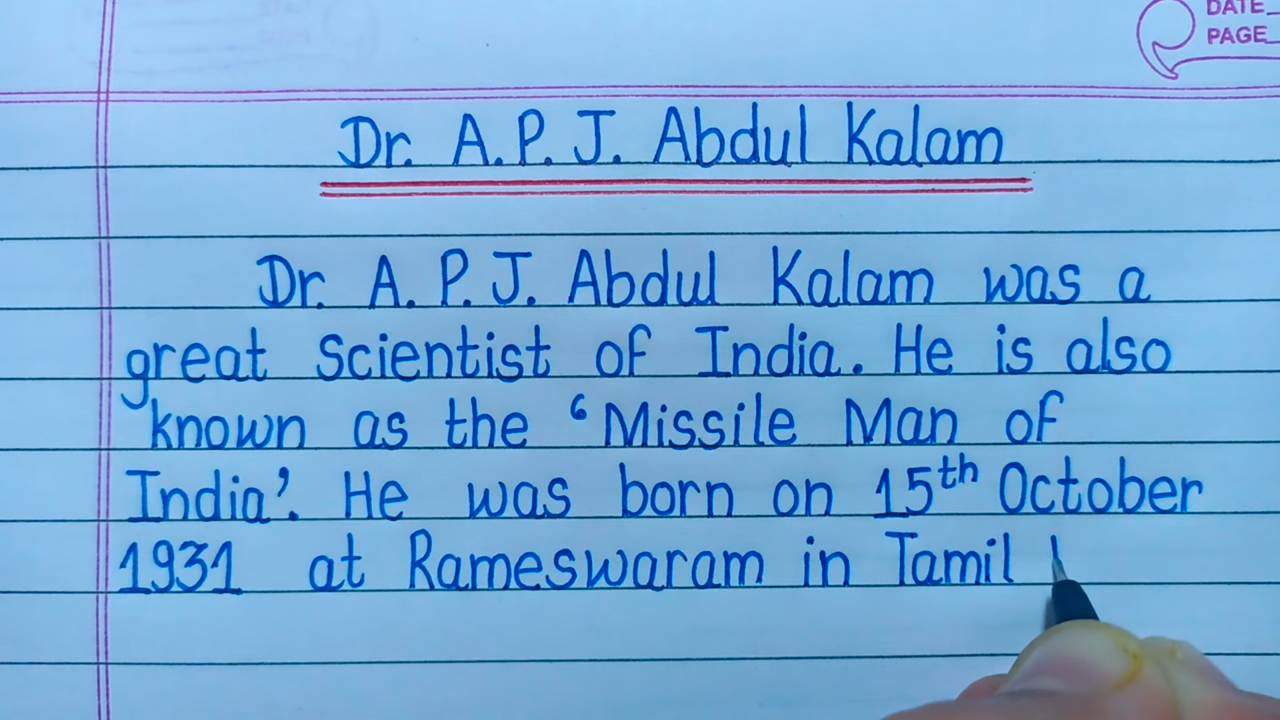 DATE
PAGE
Dr. A.P.J. Abdul Kalam
Dr. A.P.J. Abdul Kalam was a
great Scientist of India. He is also
known as the ‘Missile Man of
India’. He was born on 15th October
1931 at Rameswaram in Tamil